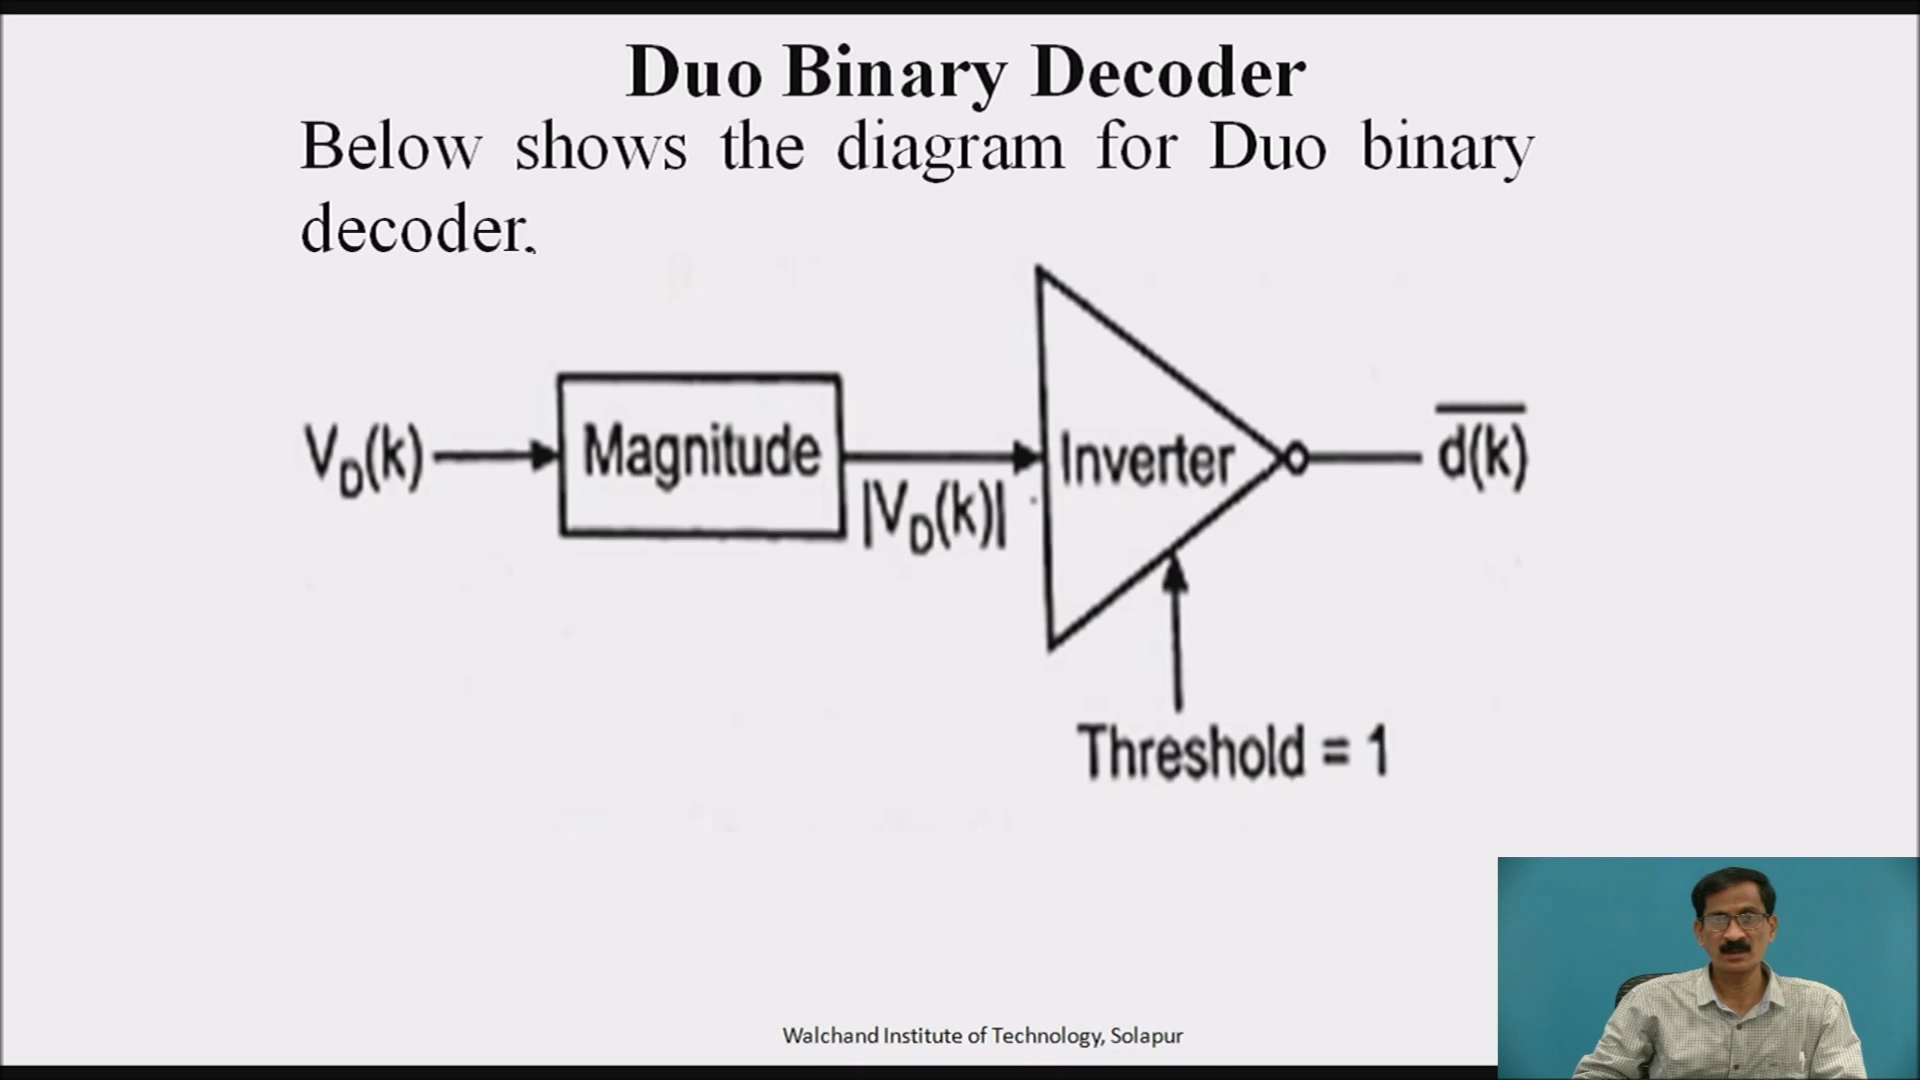 Duo Binary Decoder
Below shows the diagram for Duo binary
decoder.
V_D(k)
Magnitude
|V_D(k)|
Inverter
\overline{d(k)}
Threshold = 1
Walchand Institute of Technology, Solapur